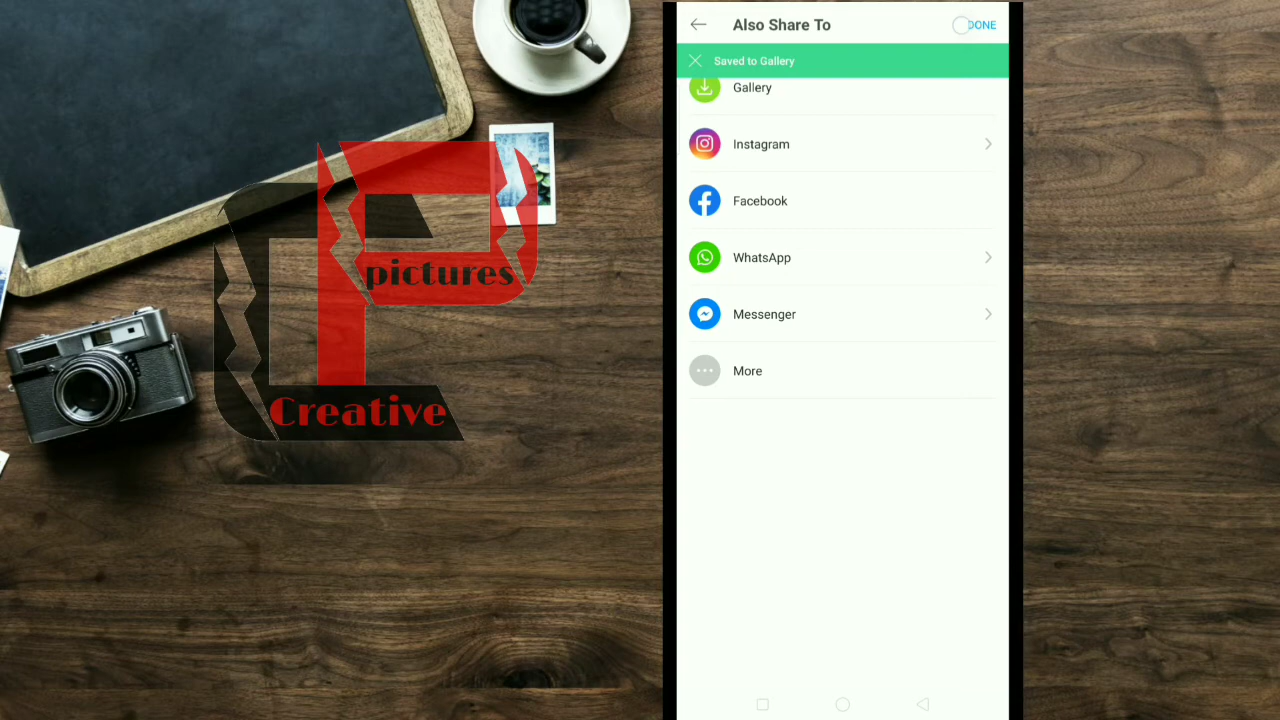 Also Share To
DONE
Saved to Gallery
Gallery
Instagram
Facebook
WhatsApp
Messenger
More
pictures
Creative